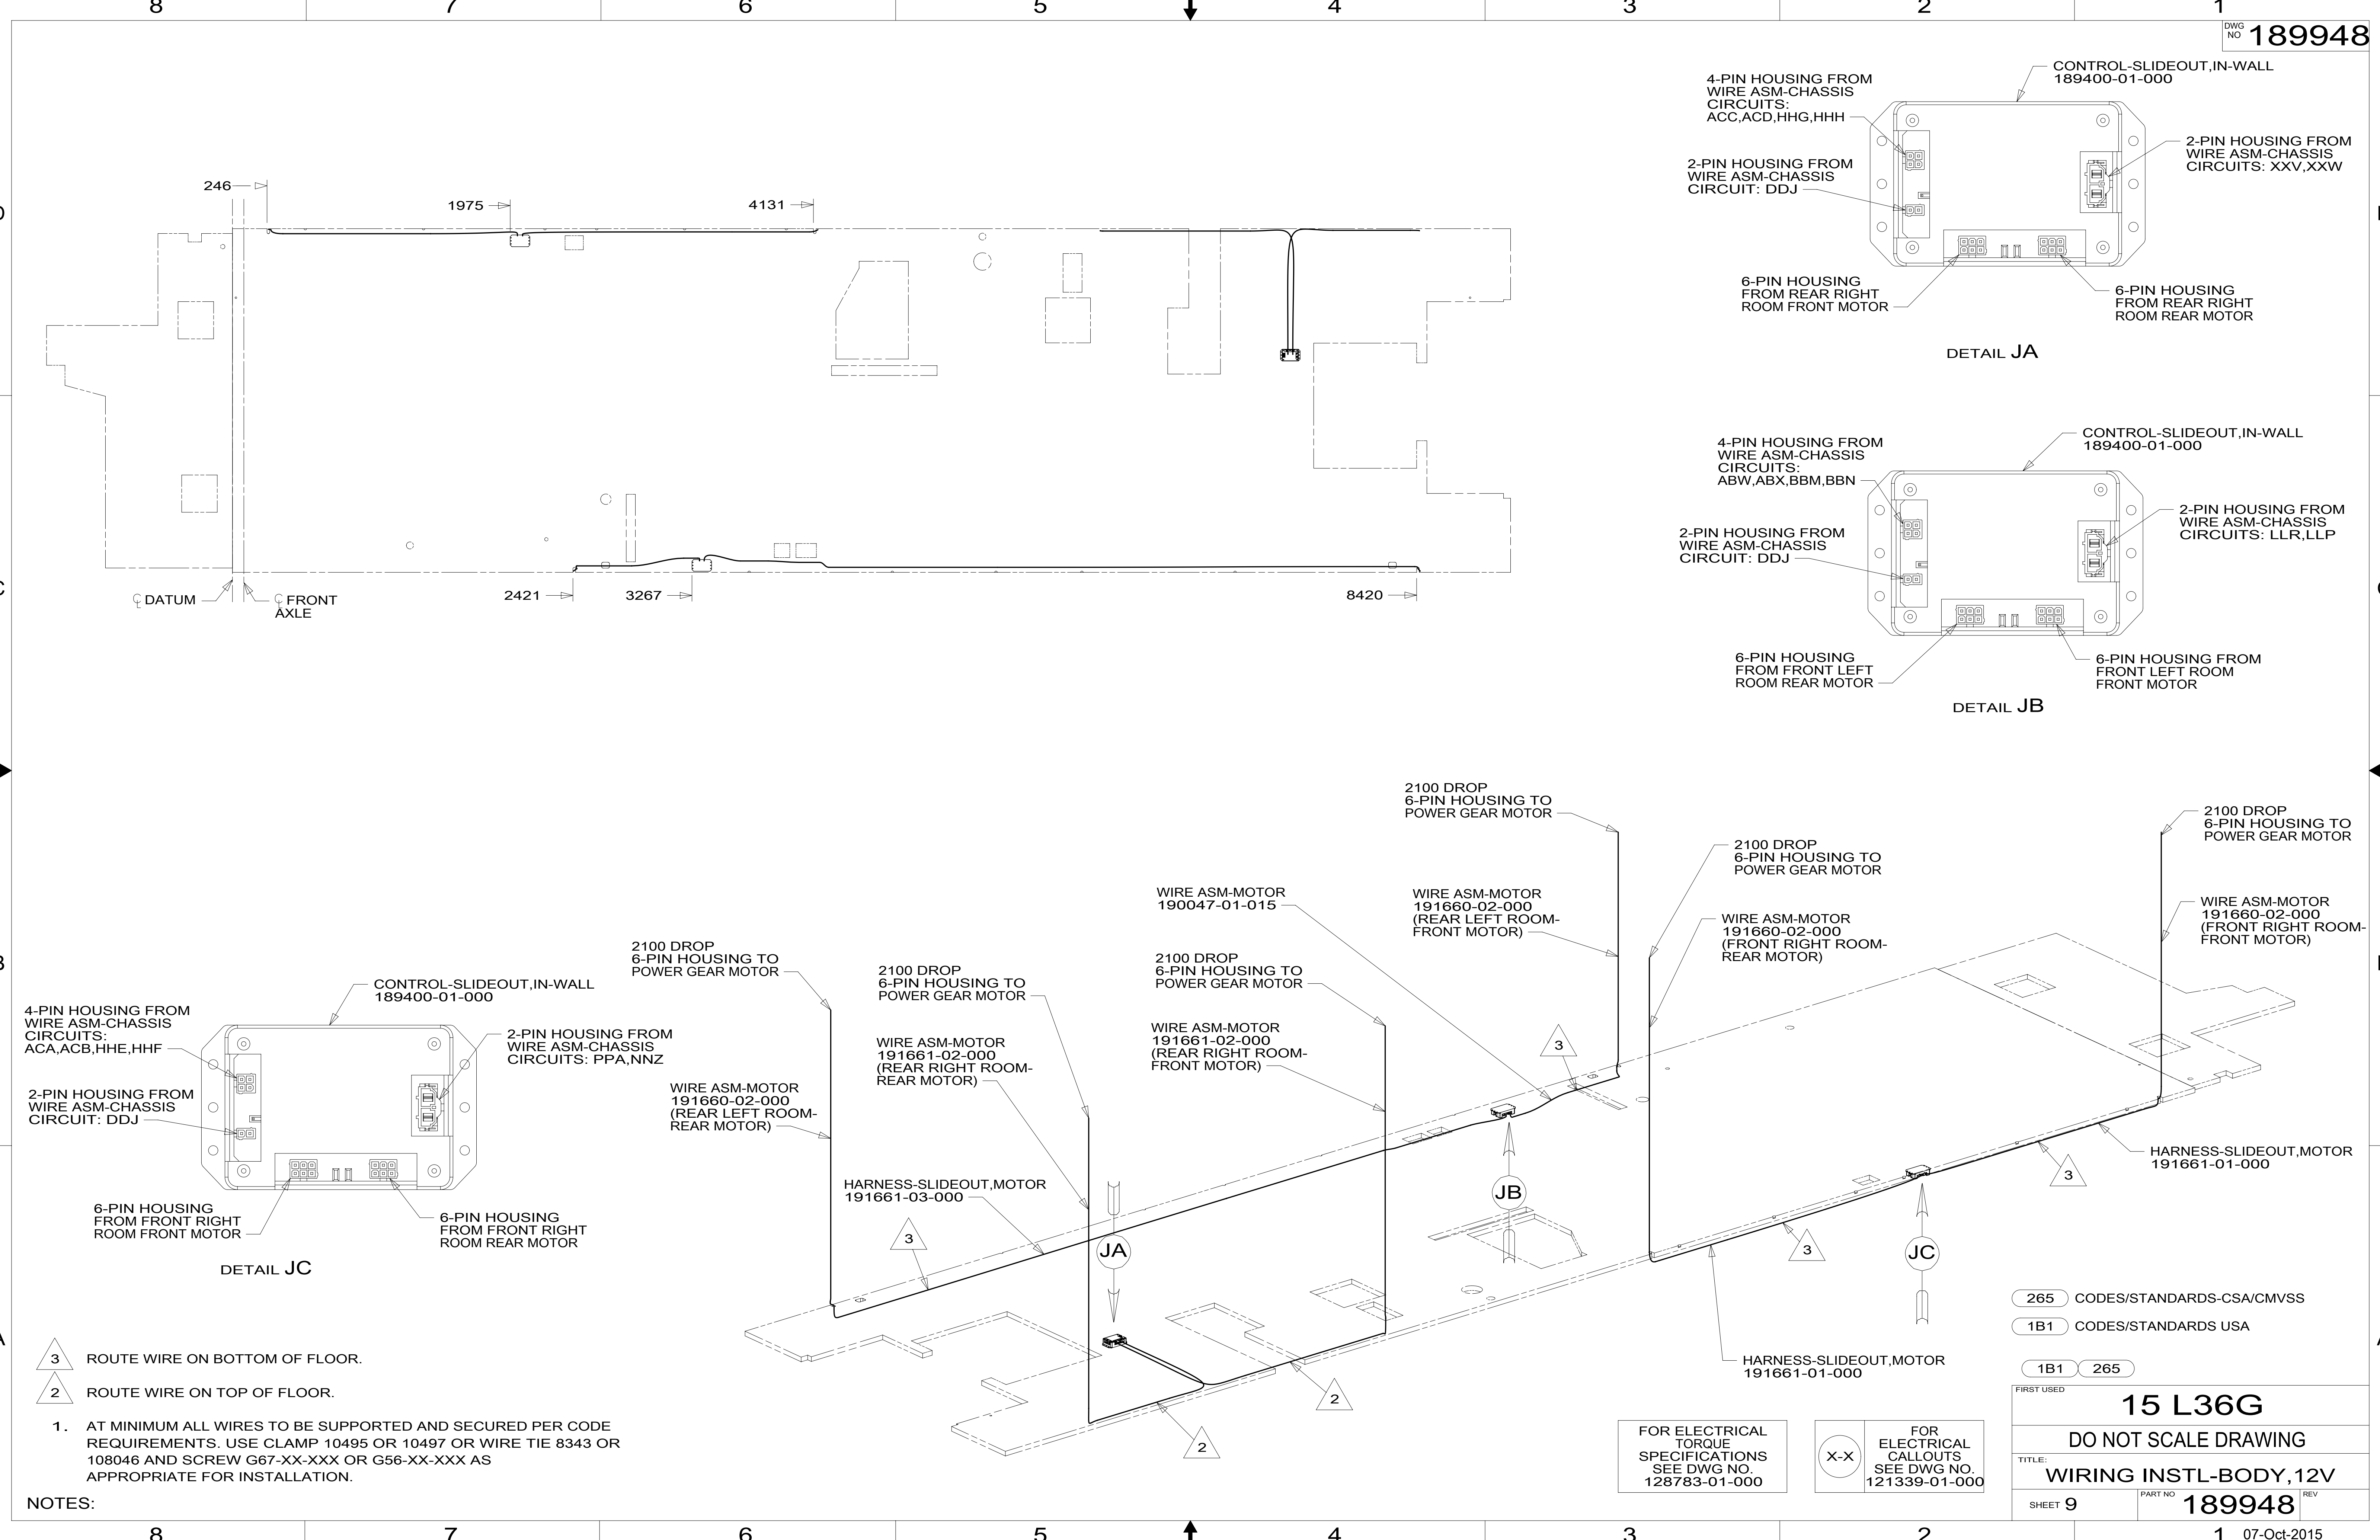 8 7 6 5 4 3 2 1
DWG NO 189948
246
1975
4131
℄ DATUM
℄ FRONT
AXLE
2421
3267
8420
4-PIN HOUSING FROM
WIRE ASM-CHASSIS
CIRCUITS:
ACC,ACD,HHG,HHH
CONTROL-SLIDEOUT,IN-WALL
189400-01-000
2-PIN HOUSING FROM
WIRE ASM-CHASSIS
CIRCUIT: DDJ
2-PIN HOUSING FROM
WIRE ASM-CHASSIS
CIRCUITS: XXV,XXW
6-PIN HOUSING
FROM REAR RIGHT
ROOM FRONT MOTOR
6-PIN HOUSING
FROM REAR RIGHT
ROOM REAR MOTOR
DETAIL JA
4-PIN HOUSING FROM
WIRE ASM-CHASSIS
CIRCUITS:
ABW,ABX,BBM,BBN
CONTROL-SLIDEOUT,IN-WALL
189400-01-000
2-PIN HOUSING FROM
WIRE ASM-CHASSIS
CIRCUIT: DDJ
2-PIN HOUSING FROM
WIRE ASM-CHASSIS
CIRCUITS: LLR,LLP
6-PIN HOUSING
FROM FRONT LEFT
ROOM REAR MOTOR
6-PIN HOUSING FROM
FRONT LEFT ROOM
FRONT MOTOR
DETAIL JB
4-PIN HOUSING FROM
WIRE ASM-CHASSIS
CIRCUITS:
ACA,ACB,HHE,HHF
CONTROL-SLIDEOUT,IN-WALL
189400-01-000
2-PIN HOUSING FROM
WIRE ASM-CHASSIS
CIRCUIT: DDJ
2-PIN HOUSING FROM
WIRE ASM-CHASSIS
CIRCUITS: PPA,NNZ
6-PIN HOUSING
FROM FRONT RIGHT
ROOM FRONT MOTOR
6-PIN HOUSING
FROM FRONT RIGHT
ROOM REAR MOTOR
DETAIL JC
2100 DROP
6-PIN HOUSING TO
POWER GEAR MOTOR
WIRE ASM-MOTOR
191660-02-000
(REAR LEFT ROOM-
REAR MOTOR)
2100 DROP
6-PIN HOUSING TO
POWER GEAR MOTOR
WIRE ASM-MOTOR
191661-02-000
(REAR RIGHT ROOM-
REAR MOTOR)
HARNESS-SLIDEOUT,MOTOR
191661-03-000
WIRE ASM-MOTOR
190047-01-015
2100 DROP
6-PIN HOUSING TO
POWER GEAR MOTOR
WIRE ASM-MOTOR
191661-02-000
(REAR RIGHT ROOM-
FRONT MOTOR)
2100 DROP
6-PIN HOUSING TO
POWER GEAR MOTOR
WIRE ASM-MOTOR
191660-02-000
(REAR LEFT ROOM-
FRONT MOTOR)
2100 DROP
6-PIN HOUSING TO
POWER GEAR MOTOR
WIRE ASM-MOTOR
191660-02-000
(FRONT RIGHT ROOM-
REAR MOTOR)
2100 DROP
6-PIN HOUSING TO
POWER GEAR MOTOR
WIRE ASM-MOTOR
191660-02-000
(FRONT RIGHT ROOM-
FRONT MOTOR)
HARNESS-SLIDEOUT,MOTOR
191661-01-000
HARNESS-SLIDEOUT,MOTOR
191661-01-000
3
3
3
3
2
2
JA
JB
JC
3 ROUTE WIRE ON BOTTOM OF FLOOR.
2 ROUTE WIRE ON TOP OF FLOOR.
1. AT MINIMUM ALL WIRES TO BE SUPPORTED AND SECURED PER CODE
REQUIREMENTS. USE CLAMP 10495 OR 10497 OR WIRE TIE 8343 OR
108046 AND SCREW G67-XX-XXX OR G56-XX-XXX AS
APPROPRIATE FOR INSTALLATION.
NOTES:
FOR ELECTRICAL
TORQUE
SPECIFICATIONS
SEE DWG NO.
128783-01-000
X-X
FOR
ELECTRICAL
CALLOUTS
SEE DWG NO.
121339-01-000
265 CODES/STANDARDS-CSA/CMVSS
1B1 CODES/STANDARDS USA
1B1 265
FIRST USED
15 L36G
DO NOT SCALE DRAWING
TITLE:
WIRING INSTL-BODY,12V
SHEET 9
PART NO 189948
REV
8 7 6 5 4 3 2 1
07-Oct-2015